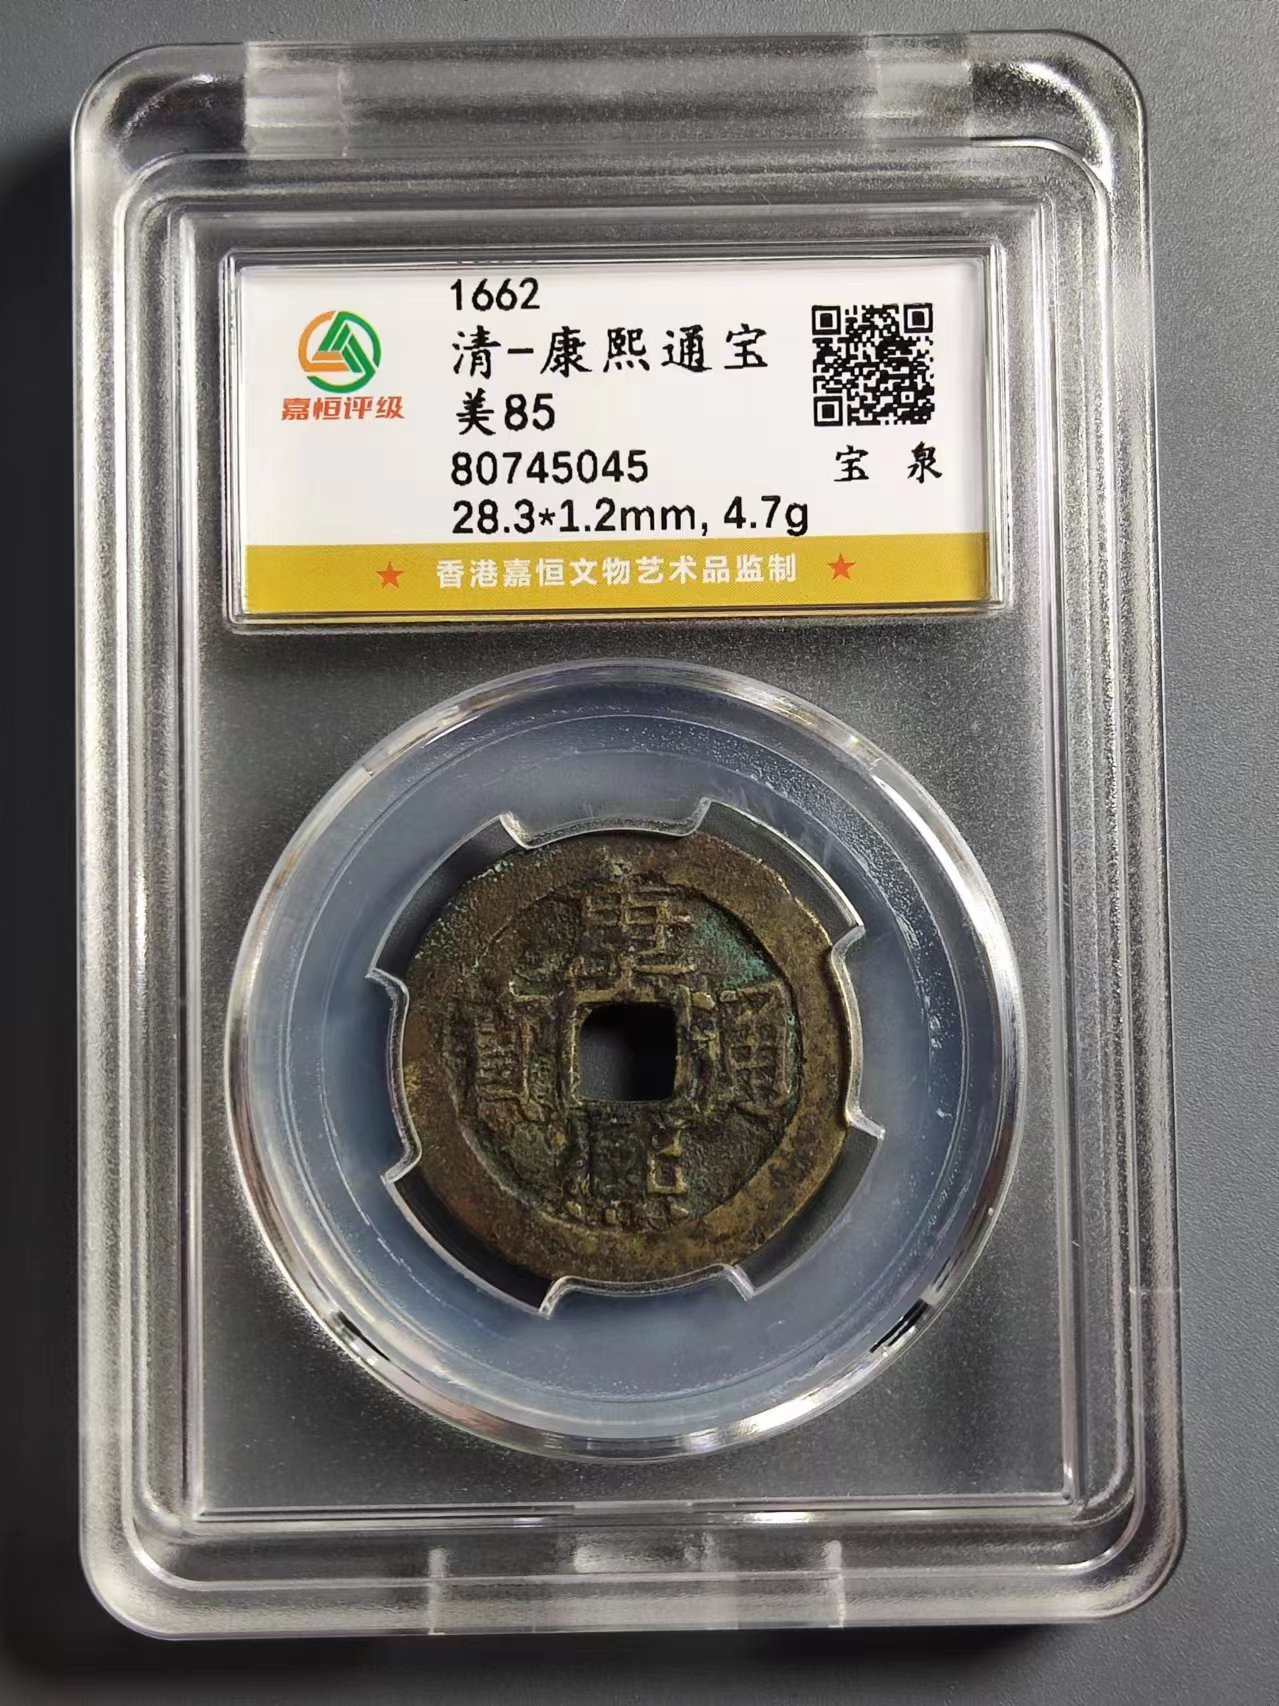 1662
清-康熙通宝
美85
80745045
28.3*1.2mm, 4.7g
嘉恒评级
宝 泉
香港嘉恒文物艺术品监制
康熙通寶